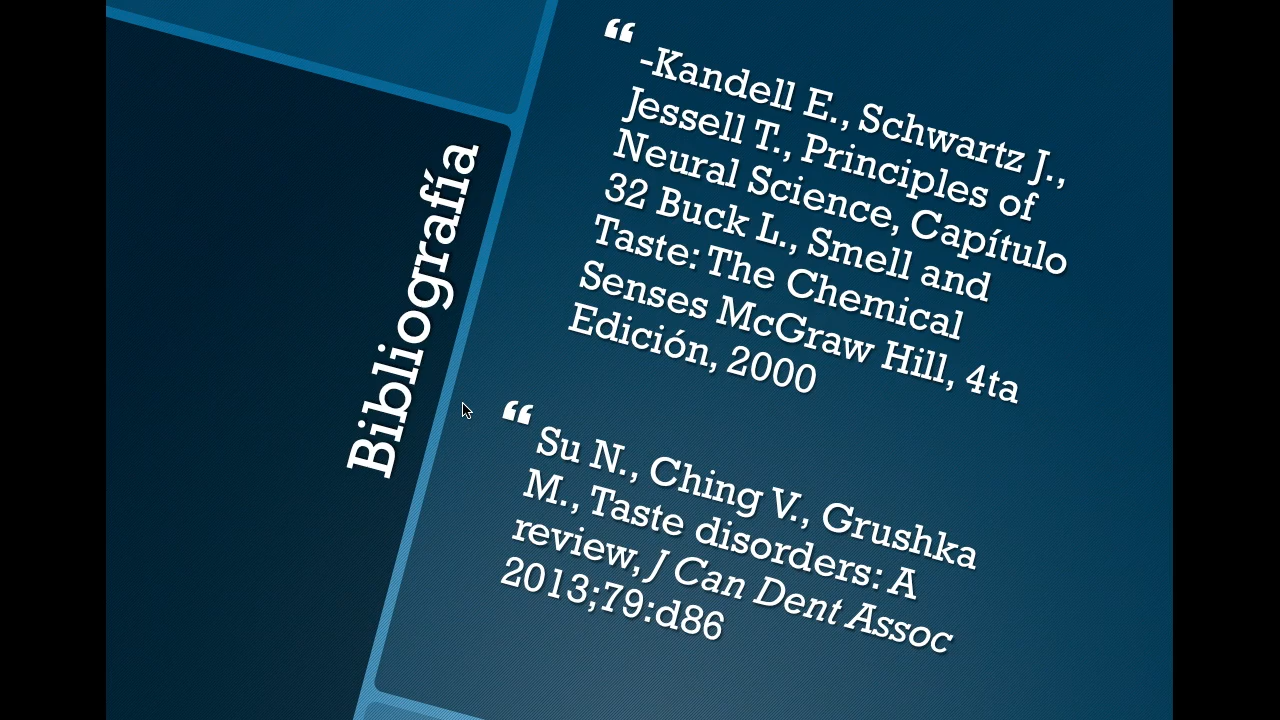 Bibliografía
“ -Kandell E., Schwartz J.,
Jessell T., Principles of
Neural Science, Capítulo
32 Buck L., Smell and
Taste: The Chemical
Senses McGraw Hill, 4ta
Edición, 2000
“ Su N., Ching V., Grushka
M., Taste disorders: A
review, J Can Dent Assoc
2013;79:d86